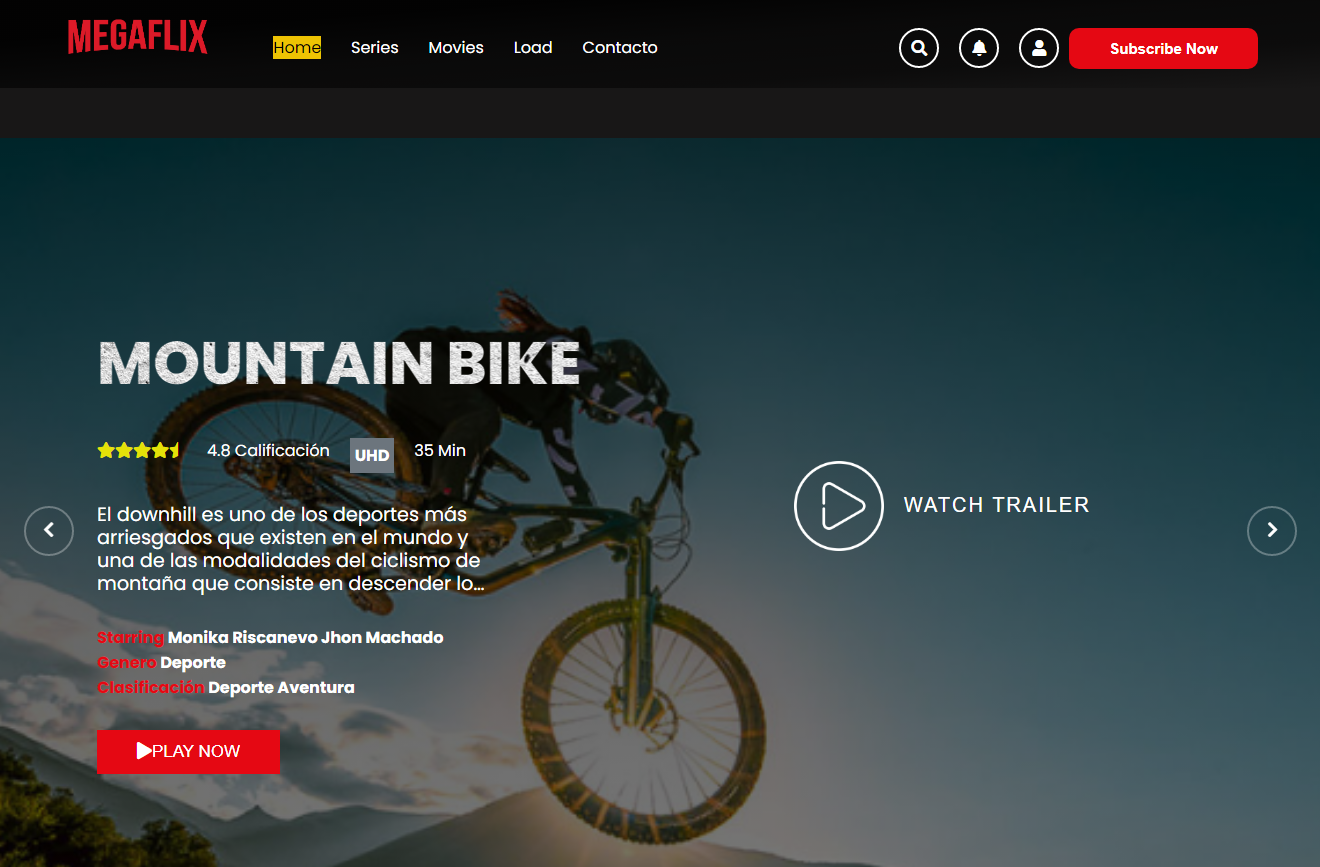 MEGAFLIX
Home Series Movies Load Contacto
Subscribe Now
MOUNTAIN BIKE
4.8 Calificación UHD 35 Min
El downhill es uno de los deportes más
arriesgados que existen en el mundo y
una de las modalidades del ciclismo de
montaña que consiste en descender lo...
WATCH TRAILER
Starring Monika Riscanevo Jhon Machado
Genero Deporte
Clasificación Deporte Aventura
PLAY NOW